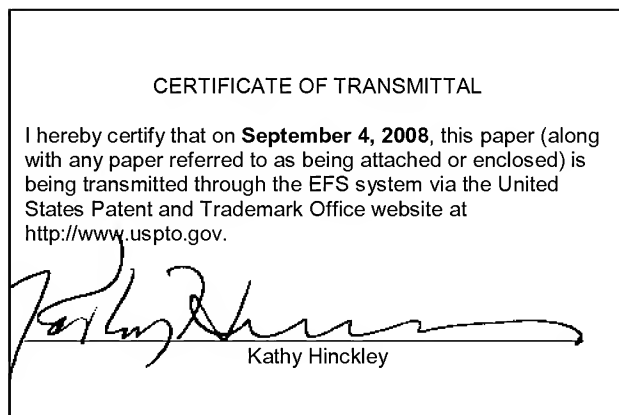 CERTIFICATE OF TRANSMITTAL
I hereby certify that on September 4, 2008, this paper (along
with any paper referred to as being attached or enclosed) is
being transmitted through the EFS system via the United
States Patent and Trademark Office website at
http://www.uspto.gov.
Kathy Hinckley